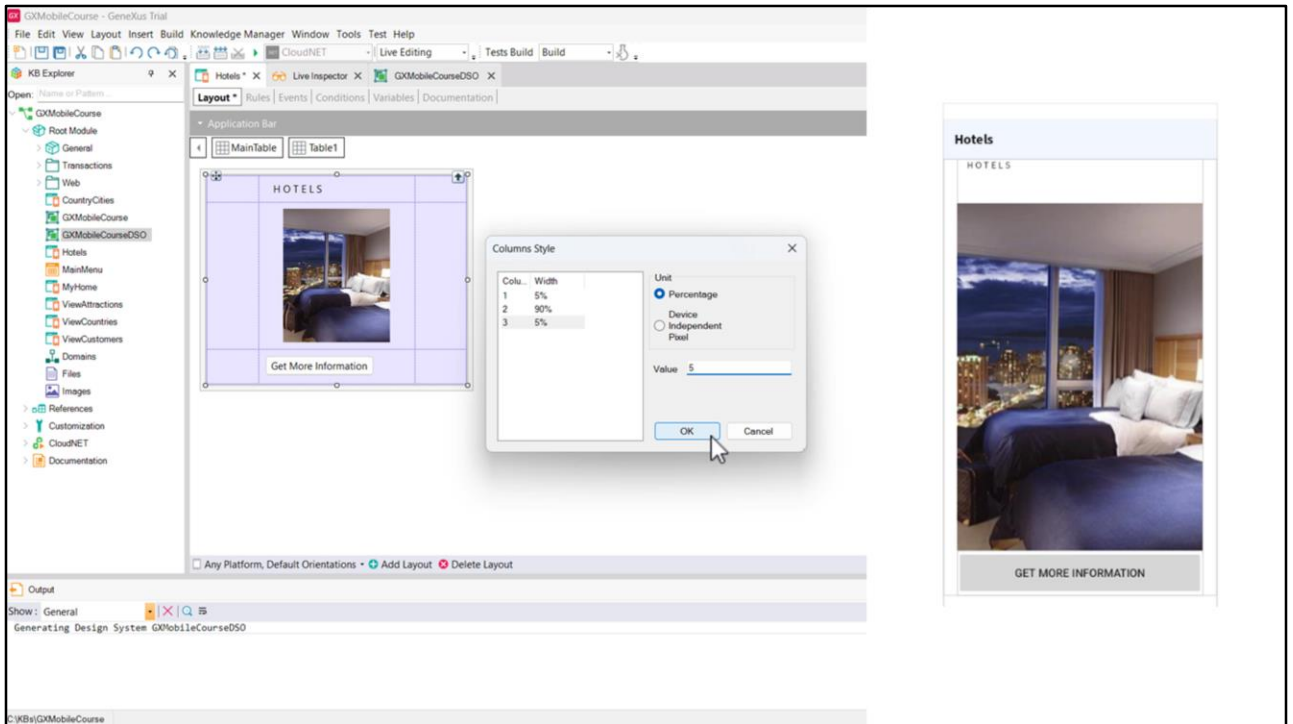 GX GXMobileCourse - GeneXus Trial
File Edit View Layout Insert Build Knowledge Manager Window Tools Test Help
CloudNET Live Editing Tests Build Build
KB Explorer
Open: Name or Pattern...
GXMobileCourse
Root Module
General
Transactions
Web
CountryCities
GXMobileCourse
GXMobileCourseDSO
Hotels
MainMenu
MyHome
ViewAttractions
ViewCountries
ViewCustomers
Domains
Files
Images
References
Customization
CloudNET
Documentation
Hotels * Live Inspector GXMobileCourseDSO
Layout * Rules Events Conditions Variables Documentation
Application Bar
MainTable Table1
HOTELS
Get More Information
Columns Style
Colu... Width
1 5%
2 90%
3 5%
Unit
Percentage
Device
Independent
Pixel
Value 5
OK Cancel
Any Platform, Default Orientations Add Layout Delete Layout
Output
Show: General
Generating Design System GXMobileCourseDSO
C:\KBs\GXMobileCourse
Hotels
HOTELS
GET MORE INFORMATION